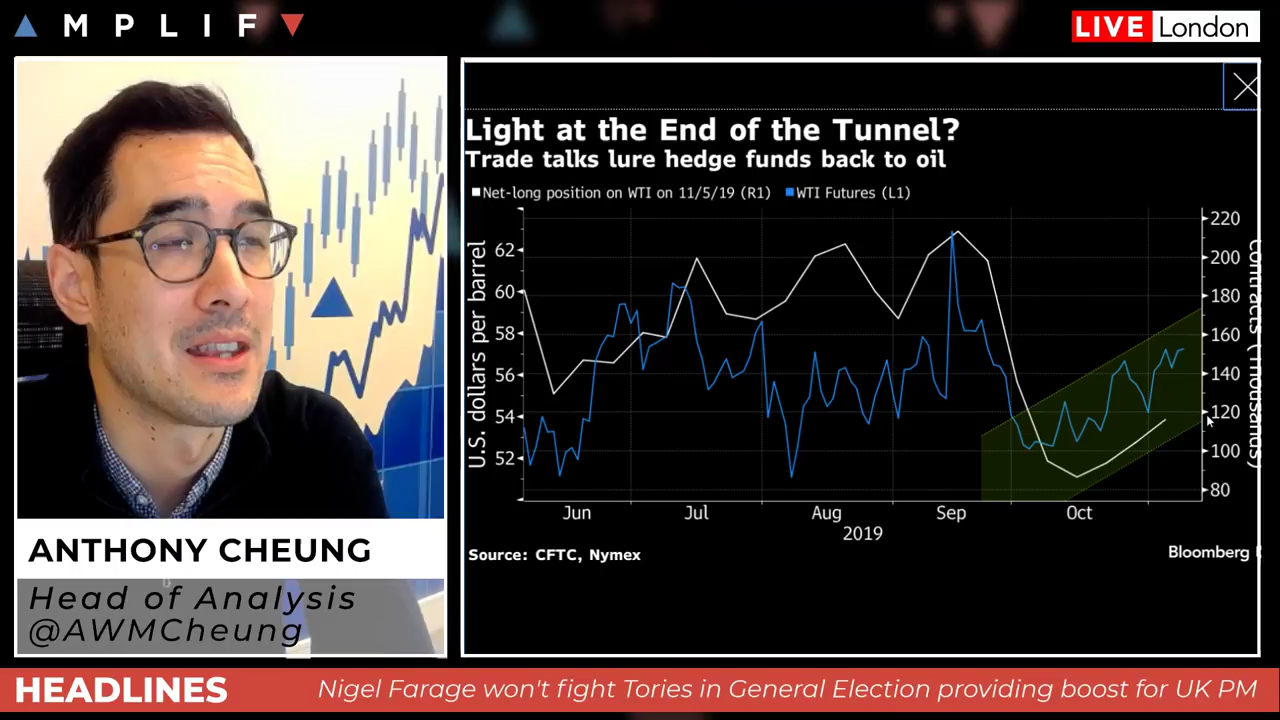 AMPLIFY
LIVE London
Light at the End of the Tunnel?
Trade talks lure hedge funds back to oil
Net-long position on WTI on 11/5/19 (R1) WTI Futures (L1)
U.S. dollars per barrel
62
60
58
56
54
52
220
200
180
160
140
120
100
80
Contracts (Thousands)
Jun Jul Aug Sep Oct
2019
Source: CFTC, Nymex
Bloomberg
ANTHONY CHEUNG
Head of Analysis
@AWMCheung
HEADLINES Nigel Farage won't fight Tories in General Election providing boost for UK PM